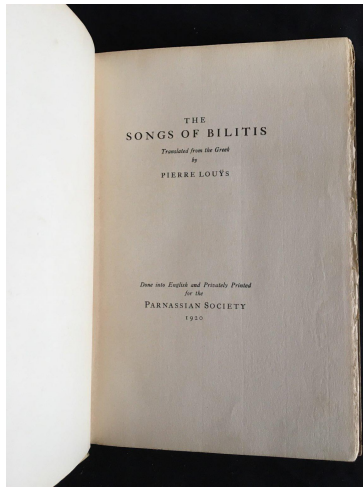 THE
SONGS OF BILITIS
Translated from the Greek
by
PIERRE LOUŸS
Done into English and Privately Printed
for the
PARNASSIAN SOCIETY
1920